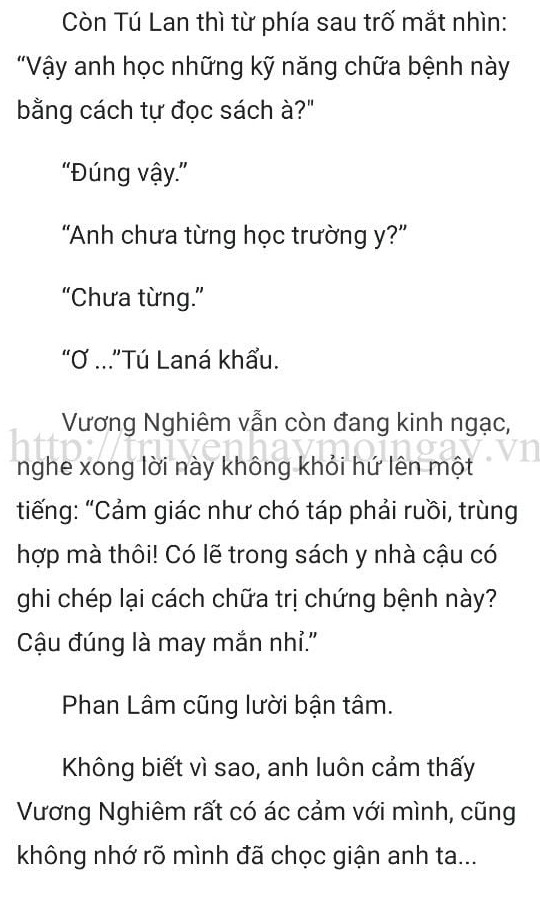 Còn Tú Lan thì từ phía sau trố mắt nhìn:
“Vậy anh học những kỹ năng chữa bệnh này
bằng cách tự đọc sách à?"
“Đúng vậy.”
“Anh chưa từng học trường y?”
“Chưa từng.”
“Ơ ...”Tú Laná khẩu.
Vương Nghiêm vẫn còn đang kinh ngạc,
http://truyenhaymoingay.vn
nghe xong lời này không khỏi hứ lên một
tiếng: “Cảm giác như chó táp phải ruồi, trùng
hợp mà thôi! Có lẽ trong sách y nhà cậu có
ghi chép lại cách chữa trị chứng bệnh này?
Cậu đúng là may mắn nhỉ.”
Phan Lâm cũng lười bận tâm.
Không biết vì sao, anh luôn cảm thấy
Vương Nghiêm rất có ác cảm với mình, cũng
không nhớ rõ mình đã chọc giận anh ta...